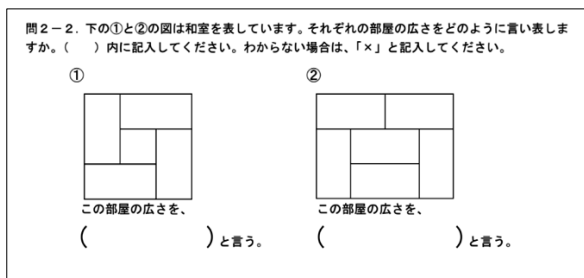 問2－2．下の①と②の図は和室を表しています。それぞれの部屋の広さをどのように言い表しま
すか。（　　）内に記入してください。わからない場合は、「×」と記入してください。
①
②
この部屋の広さを、
(　　　　　　)と言う。
この部屋の広さを、
(　　　　　　)と言う。